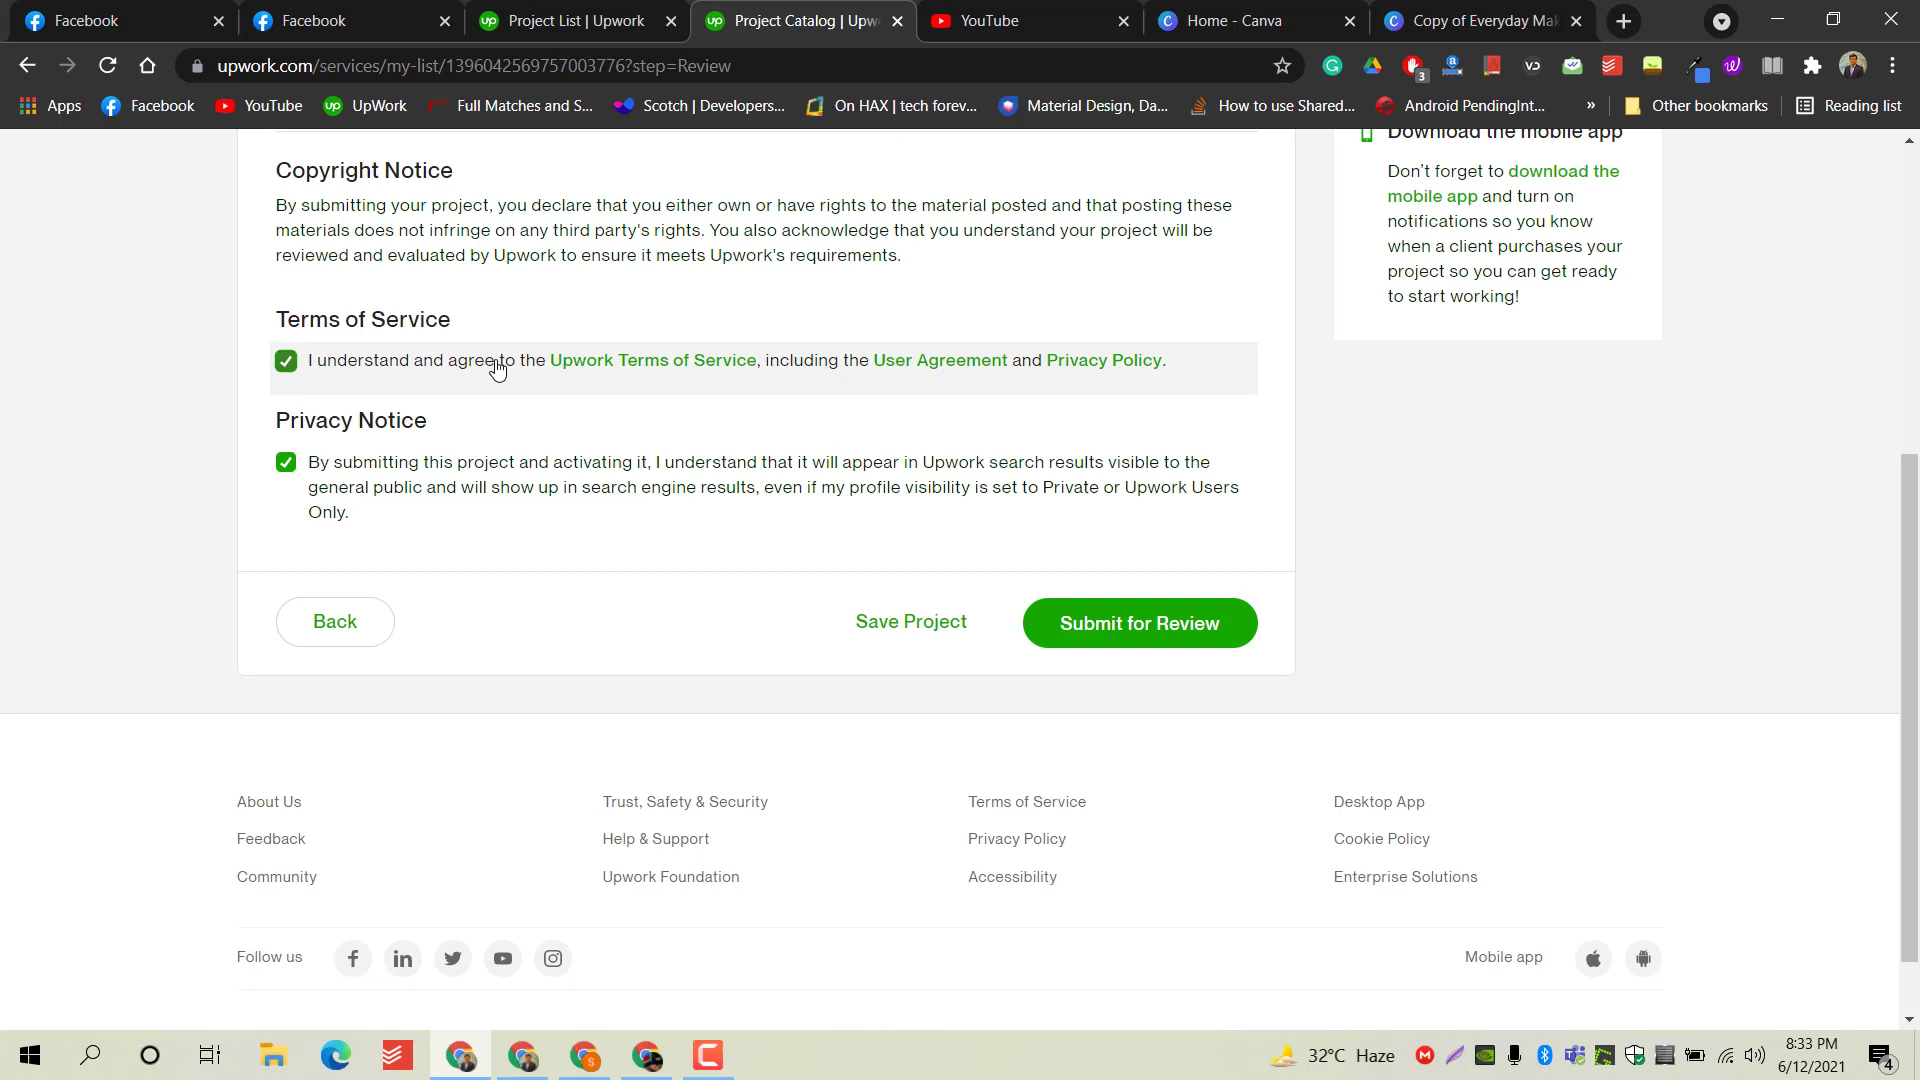 Facebook
Facebook
Project List | Upwork
Project Catalog | Upw
YouTube
Home - Canva
Copy of Everyday Mak
upwork.com/services/my-list/1396042569757003776?step=Review
3
Apps
Facebook
YouTube
UpWork
Full Matches and S...
Scotch | Developers...
On HAX | tech forev...
Material Design, Da...
How to use Shared...
Android PendingInt...
»
Other bookmarks
Reading list
Copyright Notice
By submitting your project, you declare that you either own or have rights to the material posted and that posting these
materials does not infringe on any third party's rights. You also acknowledge that you understand your project will be
reviewed and evaluated by Upwork to ensure it meets Upwork's requirements.
Terms of Service
I understand and agree to the Upwork Terms of Service, including the User Agreement and Privacy Policy.
Privacy Notice
By submitting this project and activating it, I understand that it will appear in Upwork search results visible to the
general public and will show up in search engine results, even if my profile visibility is set to Private or Upwork Users
Only.
Back
Save Project
Submit for Review
Download the mobile app
Don't forget to download the
mobile app and turn on
notifications so you know
when a client purchases your
project so you can get ready
to start working!
About Us
Trust, Safety & Security
Terms of Service
Desktop App
Feedback
Help & Support
Privacy Policy
Cookie Policy
Community
Upwork Foundation
Accessibility
Enterprise Solutions
Follow us
Mobile app
32°C Haze
8:33 PM
6/12/2021
4